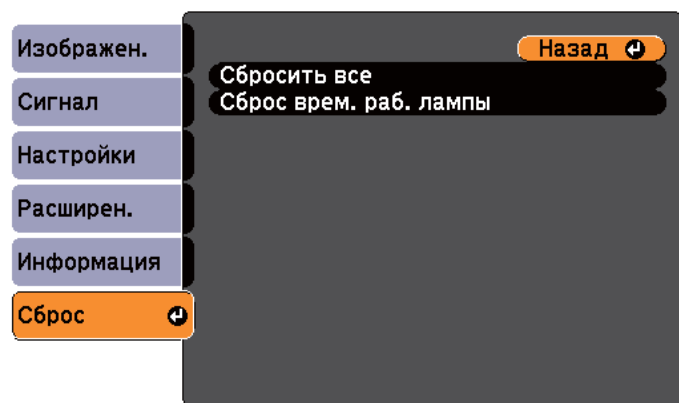 Изображен.
Сигнал
Настройки
Расширен.
Информация
Сброс
Назад
Сбросить все
Сброс врем. раб. лампы